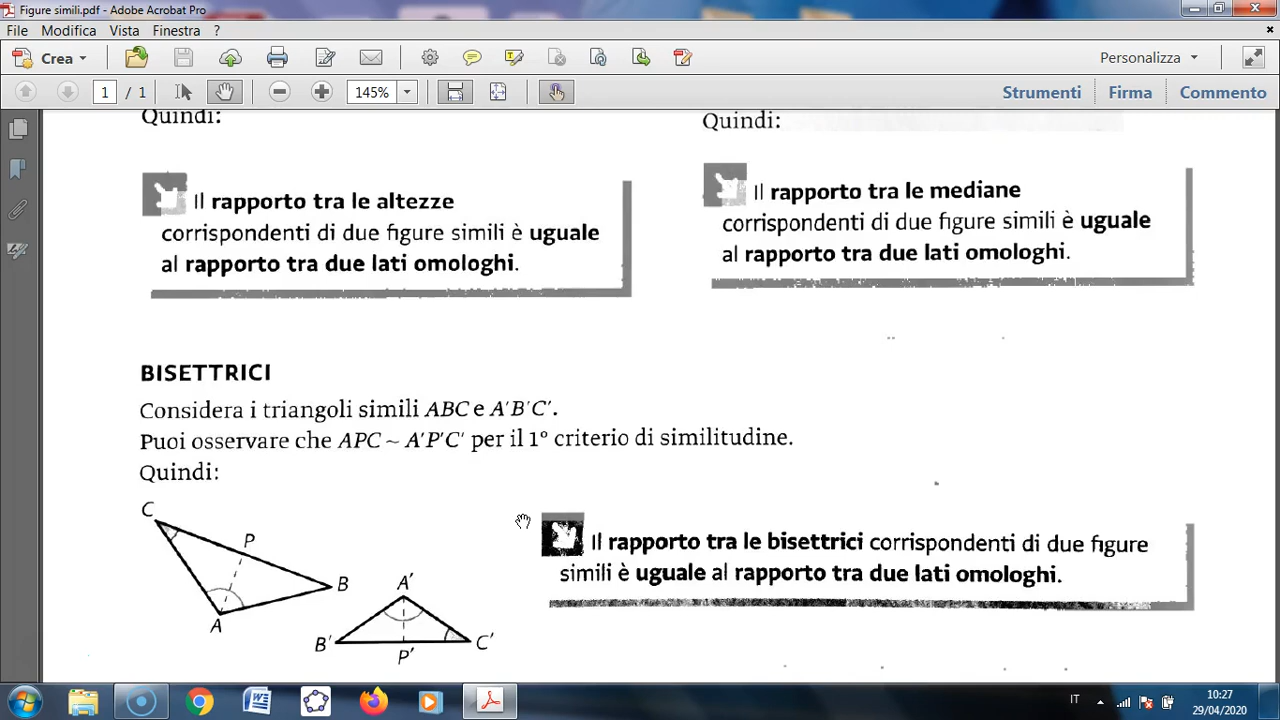 Figure simili.pdf - Adobe Acrobat Pro
File Modifica Vista Finestra ?
Crea
Personalizza
1 / 1
145%
Strumenti Firma Commento
Quindi:
Il rapporto tra le altezze
corrispondenti di due figure simili è uguale
al rapporto tra due lati omologhi.
Quindi:
Il rapporto tra le mediane
corrispondenti di due figure simili è uguale
al rapporto tra due lati omologhi.
BISETTRICI
Considera i triangoli simili ABC e A'B'C'.
Puoi osservare che APC ~ A'P'C' per il 1° criterio di similitudine.
Quindi:
C
P
B
A
A'
B'
C'
P'
Il rapporto tra le bisettrici corrispondenti di due figure
simili è uguale al rapporto tra due lati omologhi.
IT
10:27
29/04/2020